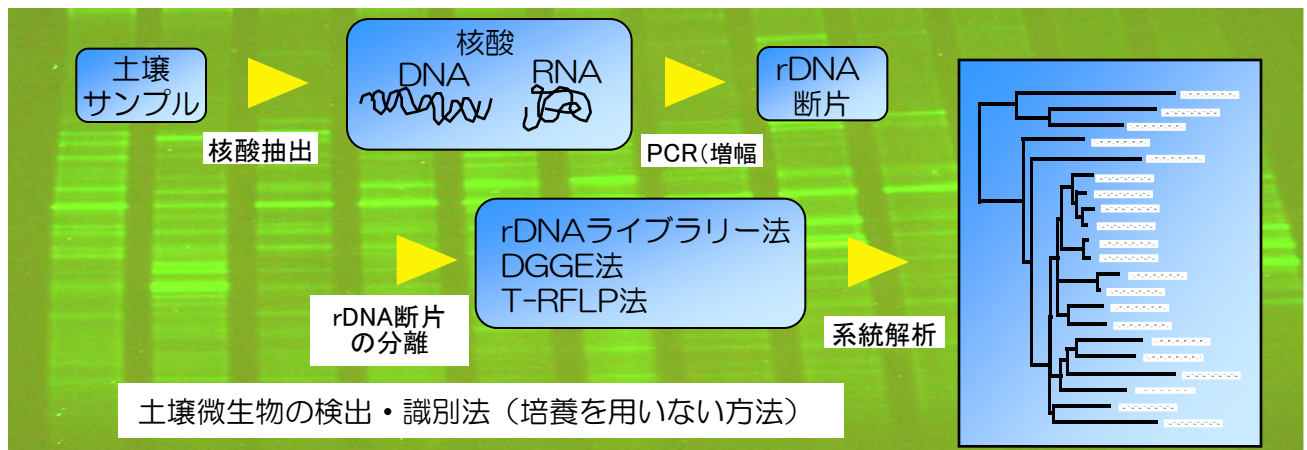 土壌
サンプル
核酸抽出
核酸
DNA
RNA
PCR(増幅
rDNA
断片
rDNA断片
の分離
rDNAライブラリー法
DGGE法
T-RFLP法
系統解析
土壌微生物の検出・識別法（培養を用いない方法）